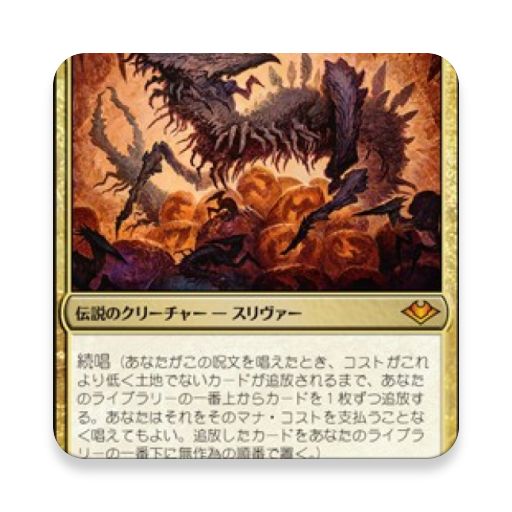 伝説のクリーチャー — スリヴァー
続唱（あなたがこの呪文を唱えたとき、コストがこれ
より低く土地でないカードが追放されるまで、あなた
のライブラリーの一番上からカードを１枚ずつ追放す
る。あなたはそれをそのマナ・コストを支払うことな
く唱えてもよい。追放したカードをあなたのライブラ
リーの一番下に無作為の順番で置く。）